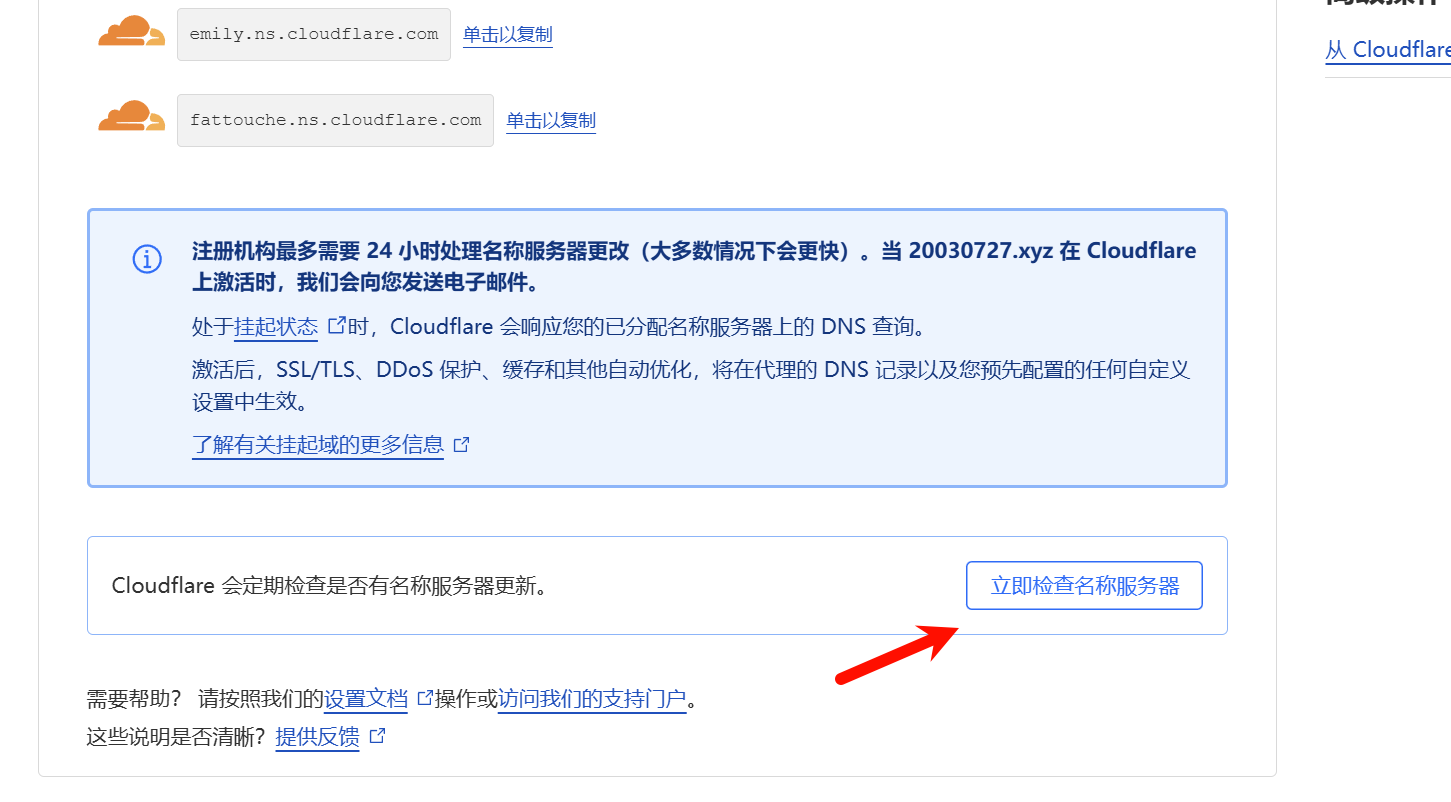 emily.ns.cloudflare.com 单击以复制
从 Cloudflare
fattouche.ns.cloudflare.com 单击以复制
注册机构最多需要 24 小时处理名称服务器更改（大多数情况下会更快）。当 20030727.xyz 在 Cloudflare
上激活时，我们会向您发送电子邮件。
处于挂起状态时，Cloudflare 会响应您的已分配名称服务器上的 DNS 查询。
激活后，SSL/TLS、DDoS 保护、缓存和其他自动优化，将在代理的 DNS 记录以及您预先配置的任何自定义
设置中生效。
了解有关挂起域的更多信息
Cloudflare 会定期检查是否有名称服务器更新。 立即检查名称服务器
需要帮助？ 请按照我们的设置文档操作或访问我们的支持门户。
这些说明是否清晰？提供反馈